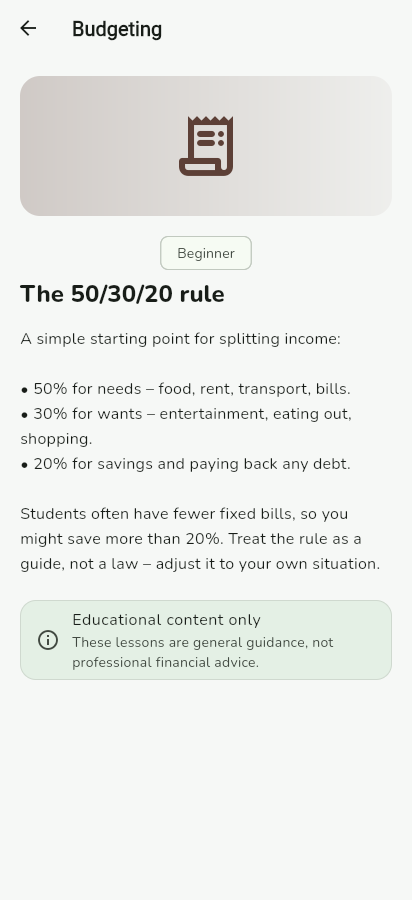 Budgeting
Beginner
The 50/30/20 rule
A simple starting point for splitting income:
• 50% for needs – food, rent, transport, bills.
• 30% for wants – entertainment, eating out,
shopping.
• 20% for savings and paying back any debt.
Students often have fewer fixed bills, so you
might save more than 20%. Treat the rule as a
guide, not a law – adjust it to your own situation.
Educational content only
These lessons are general guidance, not
professional financial advice.